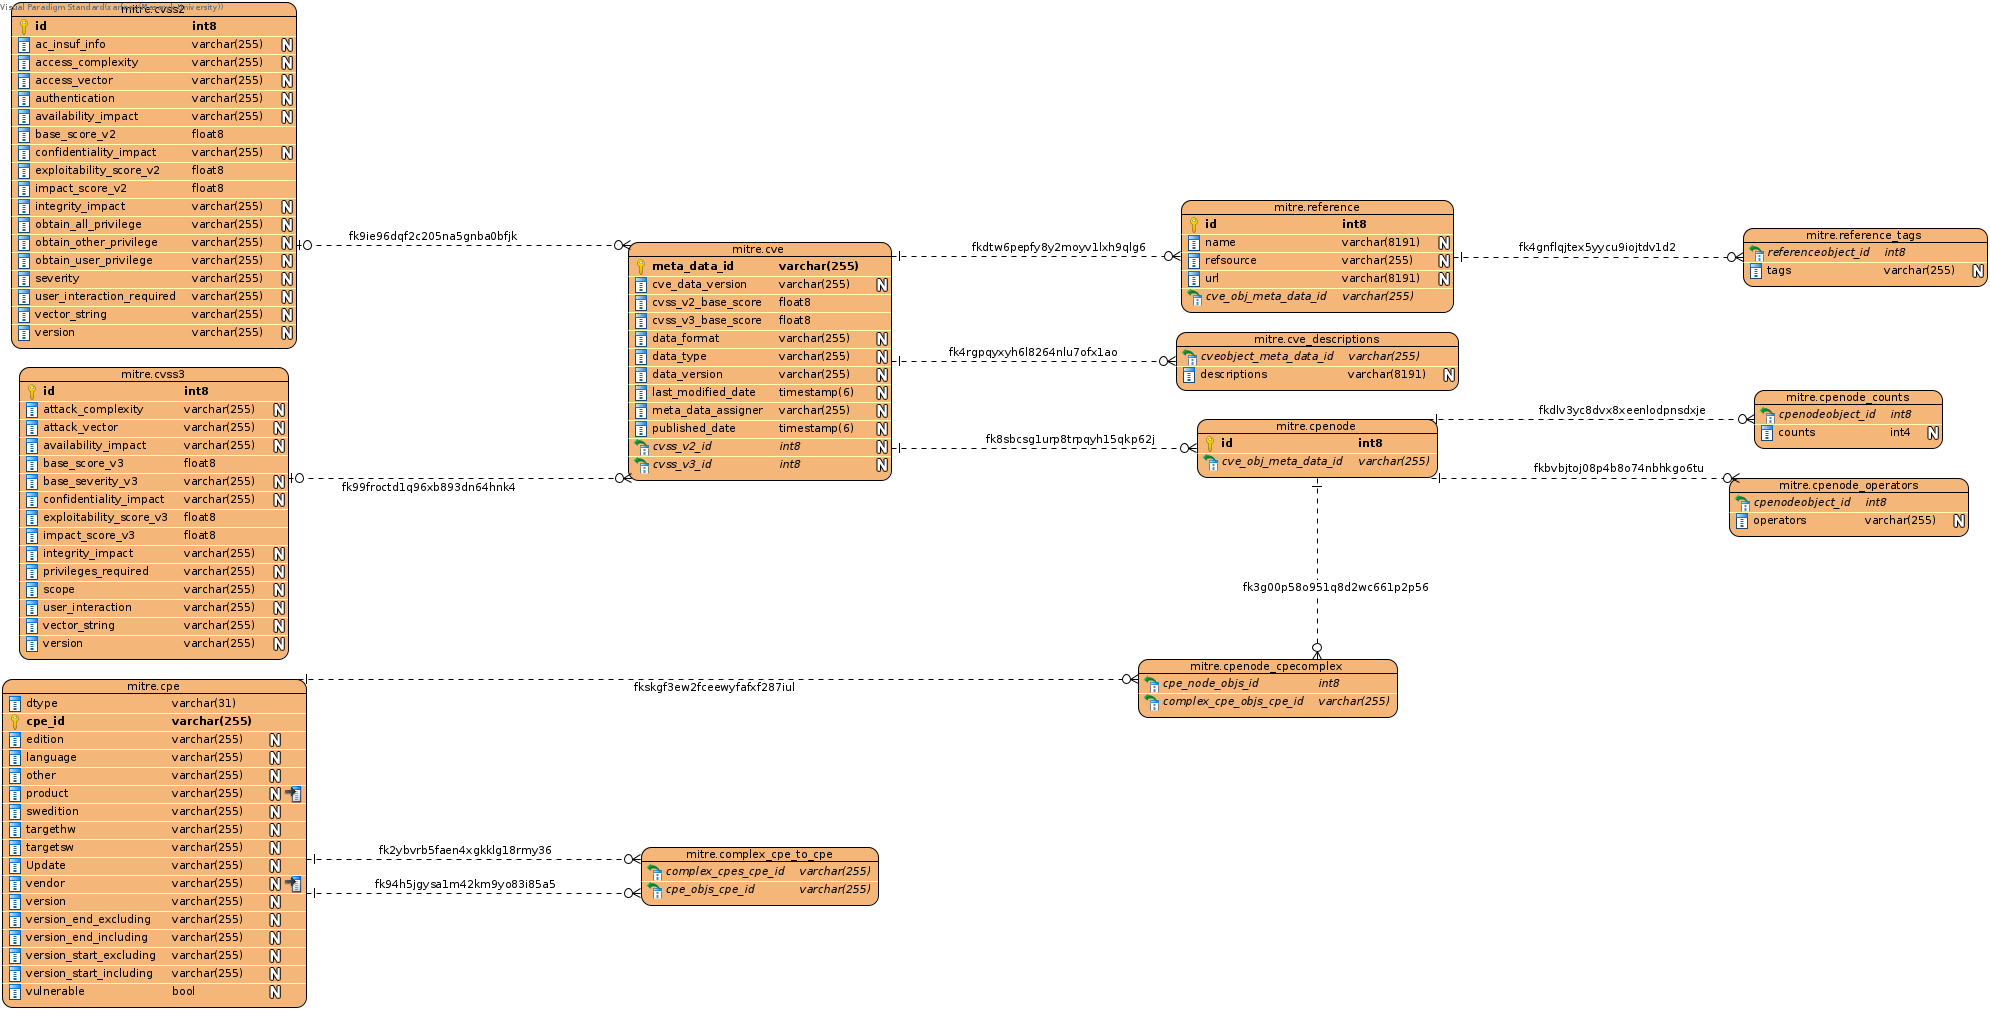 mitre.cvss2
id int8
ac_insuf_info varchar(255) N
access_complexity varchar(255) N
access_vector varchar(255) N
authentication varchar(255) N
availability_impact varchar(255) N
base_score_v2 float8
confidentiality_impact varchar(255) N
exploitability_score_v2 float8
impact_score_v2 float8
integrity_impact varchar(255) N
obtain_all_privilege varchar(255) N
obtain_other_privilege varchar(255) N
obtain_user_privilege varchar(255) N
severity varchar(255) N
user_interaction_required varchar(255) N
vector_string varchar(255) N
version varchar(255) N
fk9ie96dqf2c205na5gnba0bfjk
mitre.cvss3
id int8
attack_complexity varchar(255) N
attack_vector varchar(255) N
availability_impact varchar(255) N
base_score_v3 float8
base_severity_v3 varchar(255) N
confidentiality_impact varchar(255) N
exploitability_score_v3 float8
impact_score_v3 float8
integrity_impact varchar(255) N
privileges_required varchar(255) N
scope varchar(255) N
user_interaction varchar(255) N
vector_string varchar(255) N
version varchar(255) N
fk99froctd1q96xb893dn64hnk4
mitre.cve
meta_data_id varchar(255)
cve_data_version varchar(255) N
cvss_v2_base_score float8
cvss_v3_base_score float8
data_format varchar(255) N
data_type varchar(255) N
data_version varchar(255) N
last_modified_date timestamp(6) N
meta_data_assigner varchar(255) N
published_date timestamp(6) N
cvss_v2_id int8 N
cvss_v3_id int8 N
fkdtw6pepfy8y2moyv1lxh9qlg6
fk4rgpqyxyh6l8264nlu7ofx1ao
fk8sbcsg1urp8trpqyh15qkp62j
mitre.reference
id int8
name varchar(8191) N
refsource varchar(255) N
url varchar(8191) N
cve_obj_meta_data_id varchar(255)
fk4gnflqjtex5yycu9iojtdv1d2
mitre.reference_tags
referenceobject_id int8
tags varchar(255) N
mitre.cve_descriptions
cveobject_meta_data_id varchar(255)
descriptions varchar(8191) N
mitre.cpenode
id int8
cve_obj_meta_data_id varchar(255)
fkdlv3yc8dvx8xeenlodpnsdxje
mitre.cpenode_counts
cpenodeobject_id int8
counts int4 N
fkbvbjtoj08p4b8o74nbhkgo6tu
mitre.cpenode_operators
cpenodeobject_id int8
operators varchar(255) N
fk3g00p58o951q8d2wc661p2p56
mitre.cpenode_cpecomplex
cpe_node_objs_id int8
complex_cpe_objs_cpe_id varchar(255)
fkskgf3ew2fceewyfafxf287iul
mitre.cpe
dtype varchar(31)
cpe_id varchar(255)
edition varchar(255) N
language varchar(255) N
other varchar(255) N
product varchar(255) N
swedition varchar(255) N
targethw varchar(255) N
targetsw varchar(255) N
Update varchar(255) N
vendor varchar(255) N
version varchar(255) N
version_end_excluding varchar(255) N
version_end_including varchar(255) N
version_start_excluding varchar(255) N
version_start_including varchar(255) N
vulnerable bool N
fk2ybvrb5faen4xgkklg18rmy36
fk94h5jgysa1m42km9yo83i85a5
mitre.complex_cpe_to_cpe
complex_cpes_cpe_id varchar(255)
cpe_objs_cpe_id varchar(255)